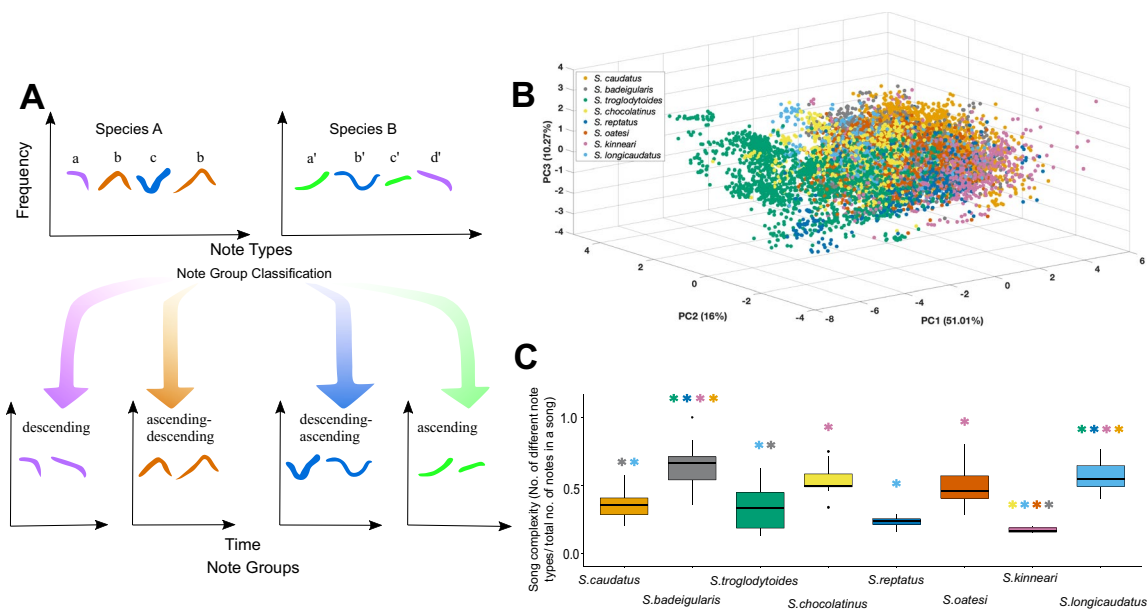 A
Frequency
Species A
a
b
c
b
Species B
a'
b'
c'
d'
Note Types
Note Group Classification
descending
ascending-
descending
descending-
ascending
ascending
Time
Note Groups
B
PC3 (10.27%)
4
3
2
1
0
-1
-2
-3
-4
S. caudatus
S. badeigularis
S. troglodytoides
S. chocolatinus
S. reptatus
S. oatesi
S. kinneari
S. longicaudatus
4
2
0
-2
-4
PC2 (16%)
-8
-6
-4
-2
0
2
4
6
PC1 (51.01%)
C
Song complexity (No. of different note
types/ total no. of notes in a song)
1.0
0.5
0.0
* * * *
* *
* *
*
*
*
* * * *
* * * *
S.caudatus
S.badeigularis
S.troglodytoides
S.chocolatinus
S.reptatus
S.oatesi
S.kinneari
S.longicaudatus